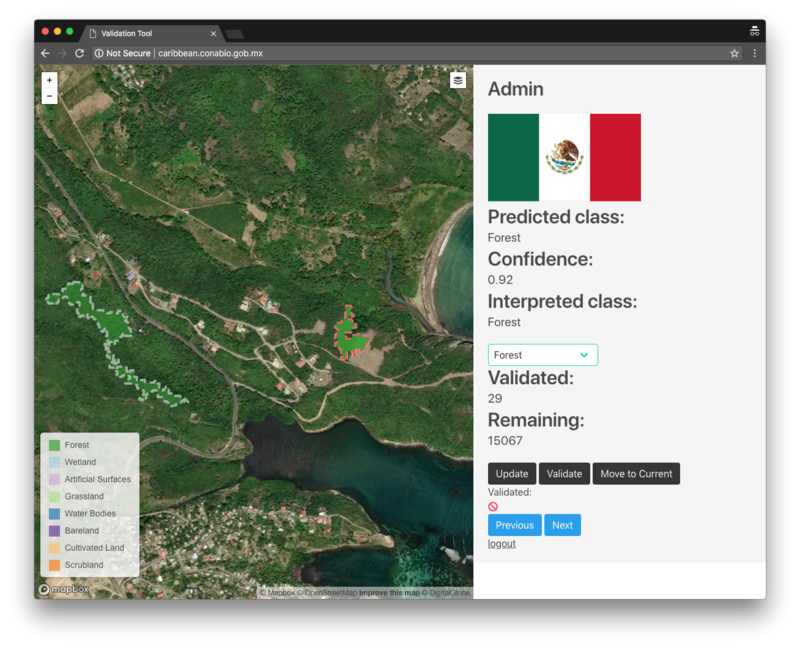 Validation Tool
Not Secure | caribbean.conabio.gob.mx
+
−
Admin
Predicted class:
Forest
Confidence:
0.92
Interpreted class:
Forest
Forest
Validated:
29
Remaining:
15067
Update Validate Move to Current
Validated:
Previous Next
logout
Forest
Wetland
Artificial Surfaces
Grassland
Water Bodies
Bareland
Cultivated Land
Scrubland
mapbox
© Mapbox © OpenStreetMap Improve this map © DigitalGlobe